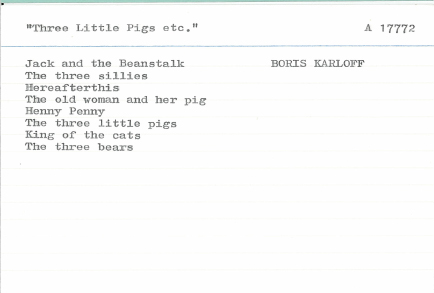 "Three Little Pigs etc." A 17772
Jack and the Beanstalk BORIS KARLOFF
The three sillies
Hereafterthis
The old woman and her pig
Henny Penny
The three little pigs
King of the cats
The three bears